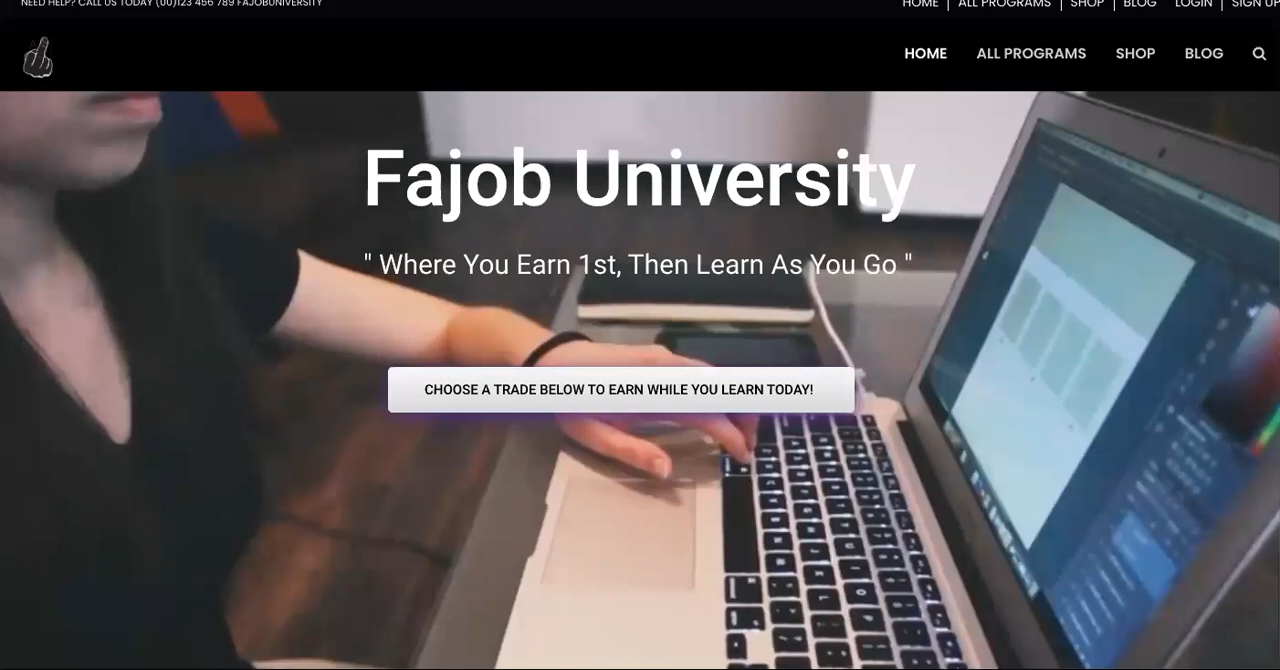 NEED HELP? CALL US TODAY (00)123 456 789 FAJOBUNIVERSITY
HOME | ALL PROGRAMS | SHOP | BLOG LOGIN | SIGN UP
HOME ALL PROGRAMS SHOP BLOG
Fajob University
" Where You Earn 1st, Then Learn As You Go "
CHOOSE A TRADE BELOW TO EARN WHILE YOU LEARN TODAY!